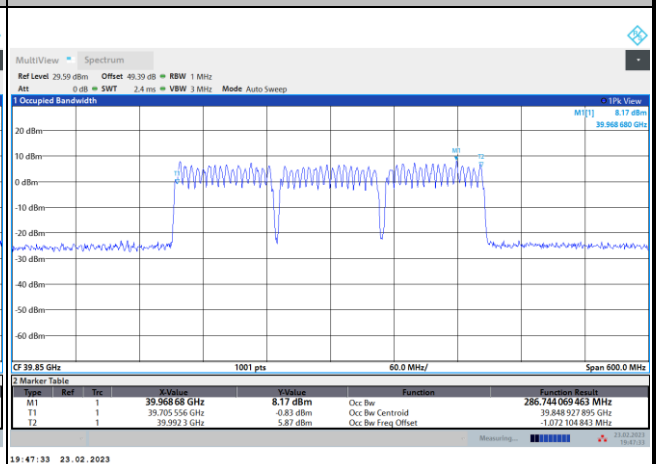 MultiView Spectrum
Ref Level 29.59 dBm Offset 49.39 dB RBW 1 MHz
Att 0 dB SWT 2.4 ms VBW 3 MHz Mode Auto Sweep
1 Occupied Bandwidth 1Pk View
M1[1] 8.17 dBm
39.968 680 GHz
20 dBm
M1
10 dBm
T2
T1
0 dBm
-10 dBm
-20 dBm
-30 dBm
-40 dBm
-50 dBm
-60 dBm
CF 39.85 GHz 1001 pts 60.0 MHz/ Span 600.0 MHz
2 Marker Table
Type Ref Trc X-Value Y-Value Function Function Result
M1 1 39.968 68 GHz 8.17 dBm Occ Bw 286.744 069 463 MHz
T1 1 39.705 556 GHz -0.83 dBm Occ Bw Centroid 39.848 927 895 GHz
T2 1 39.992 3 GHz 5.87 dBm Occ Bw Freq Offset -1.072 104 843 MHz
Measuring... 23.02.2023
19:47:33
19:47:33 23.02.2023